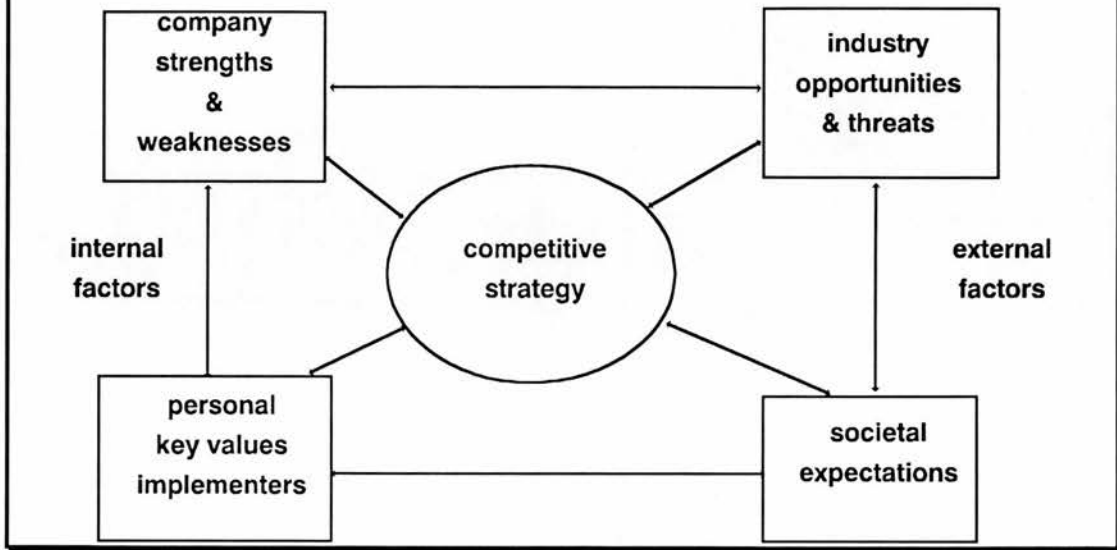 company
strengths
&
weaknesses
industry
opportunities
& threats
internal
factors
competitive
strategy
external
factors
personal
key values
implementers
societal
expectations